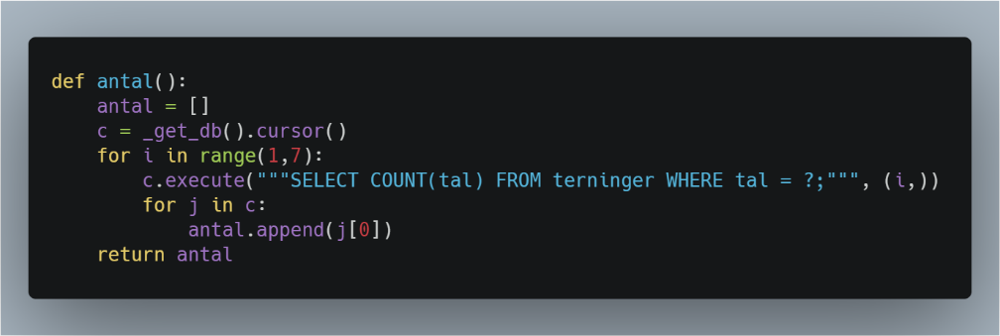 def antal():
    antal = []
    c = _get_db().cursor()
    for i in range(1,7):
        c.execute("""SELECT COUNT(tal) FROM terninger WHERE tal = ?;""", (i,))
        for j in c:
            antal.append(j[0])
    return antal